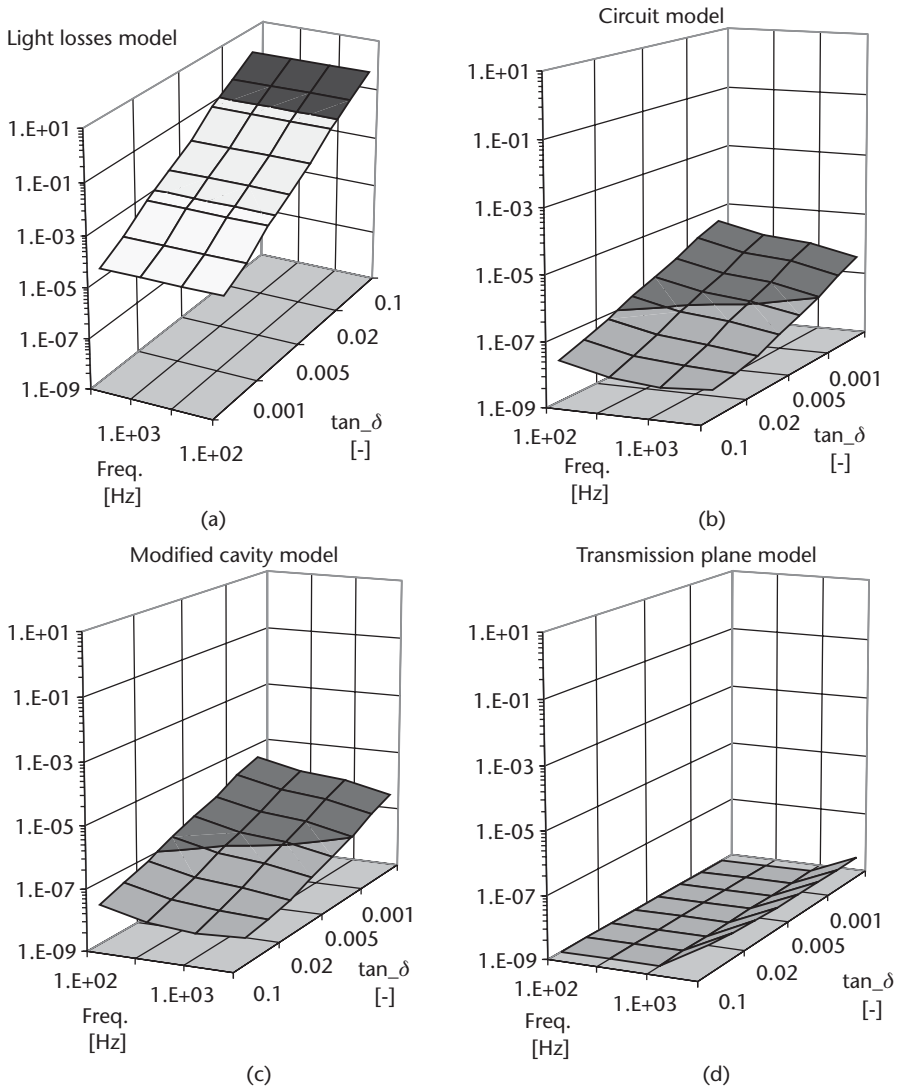 Light losses model
1.E+01
1.E-01
1.E-03
1.E-05
1.E-07
1.E-09
1.E+03
1.E+02
Freq.
[Hz]
0.1
0.02
0.005
0.001
tan_δ
[-]
(a)
Circuit model
1.E+01
1.E-01
1.E-03
1.E-05
1.E-07
1.E-09
1.E+02
1.E+03
Freq.
[Hz]
0.001
0.005
0.02
0.1
tan_δ
[-]
(b)
Modified cavity model
1.E+01
1.E-01
1.E-03
1.E-05
1.E-07
1.E-09
1.E+02
1.E+03
Freq.
[Hz]
0.001
0.005
0.02
0.1
tan_δ
[-]
(c)
Transmission plane model
1.E+01
1.E-01
1.E-03
1.E-05
1.E-07
1.E-09
1.E+02
1.E+03
Freq.
[Hz]
0.001
0.005
0.02
0.1
tan_δ
[-]
(d)